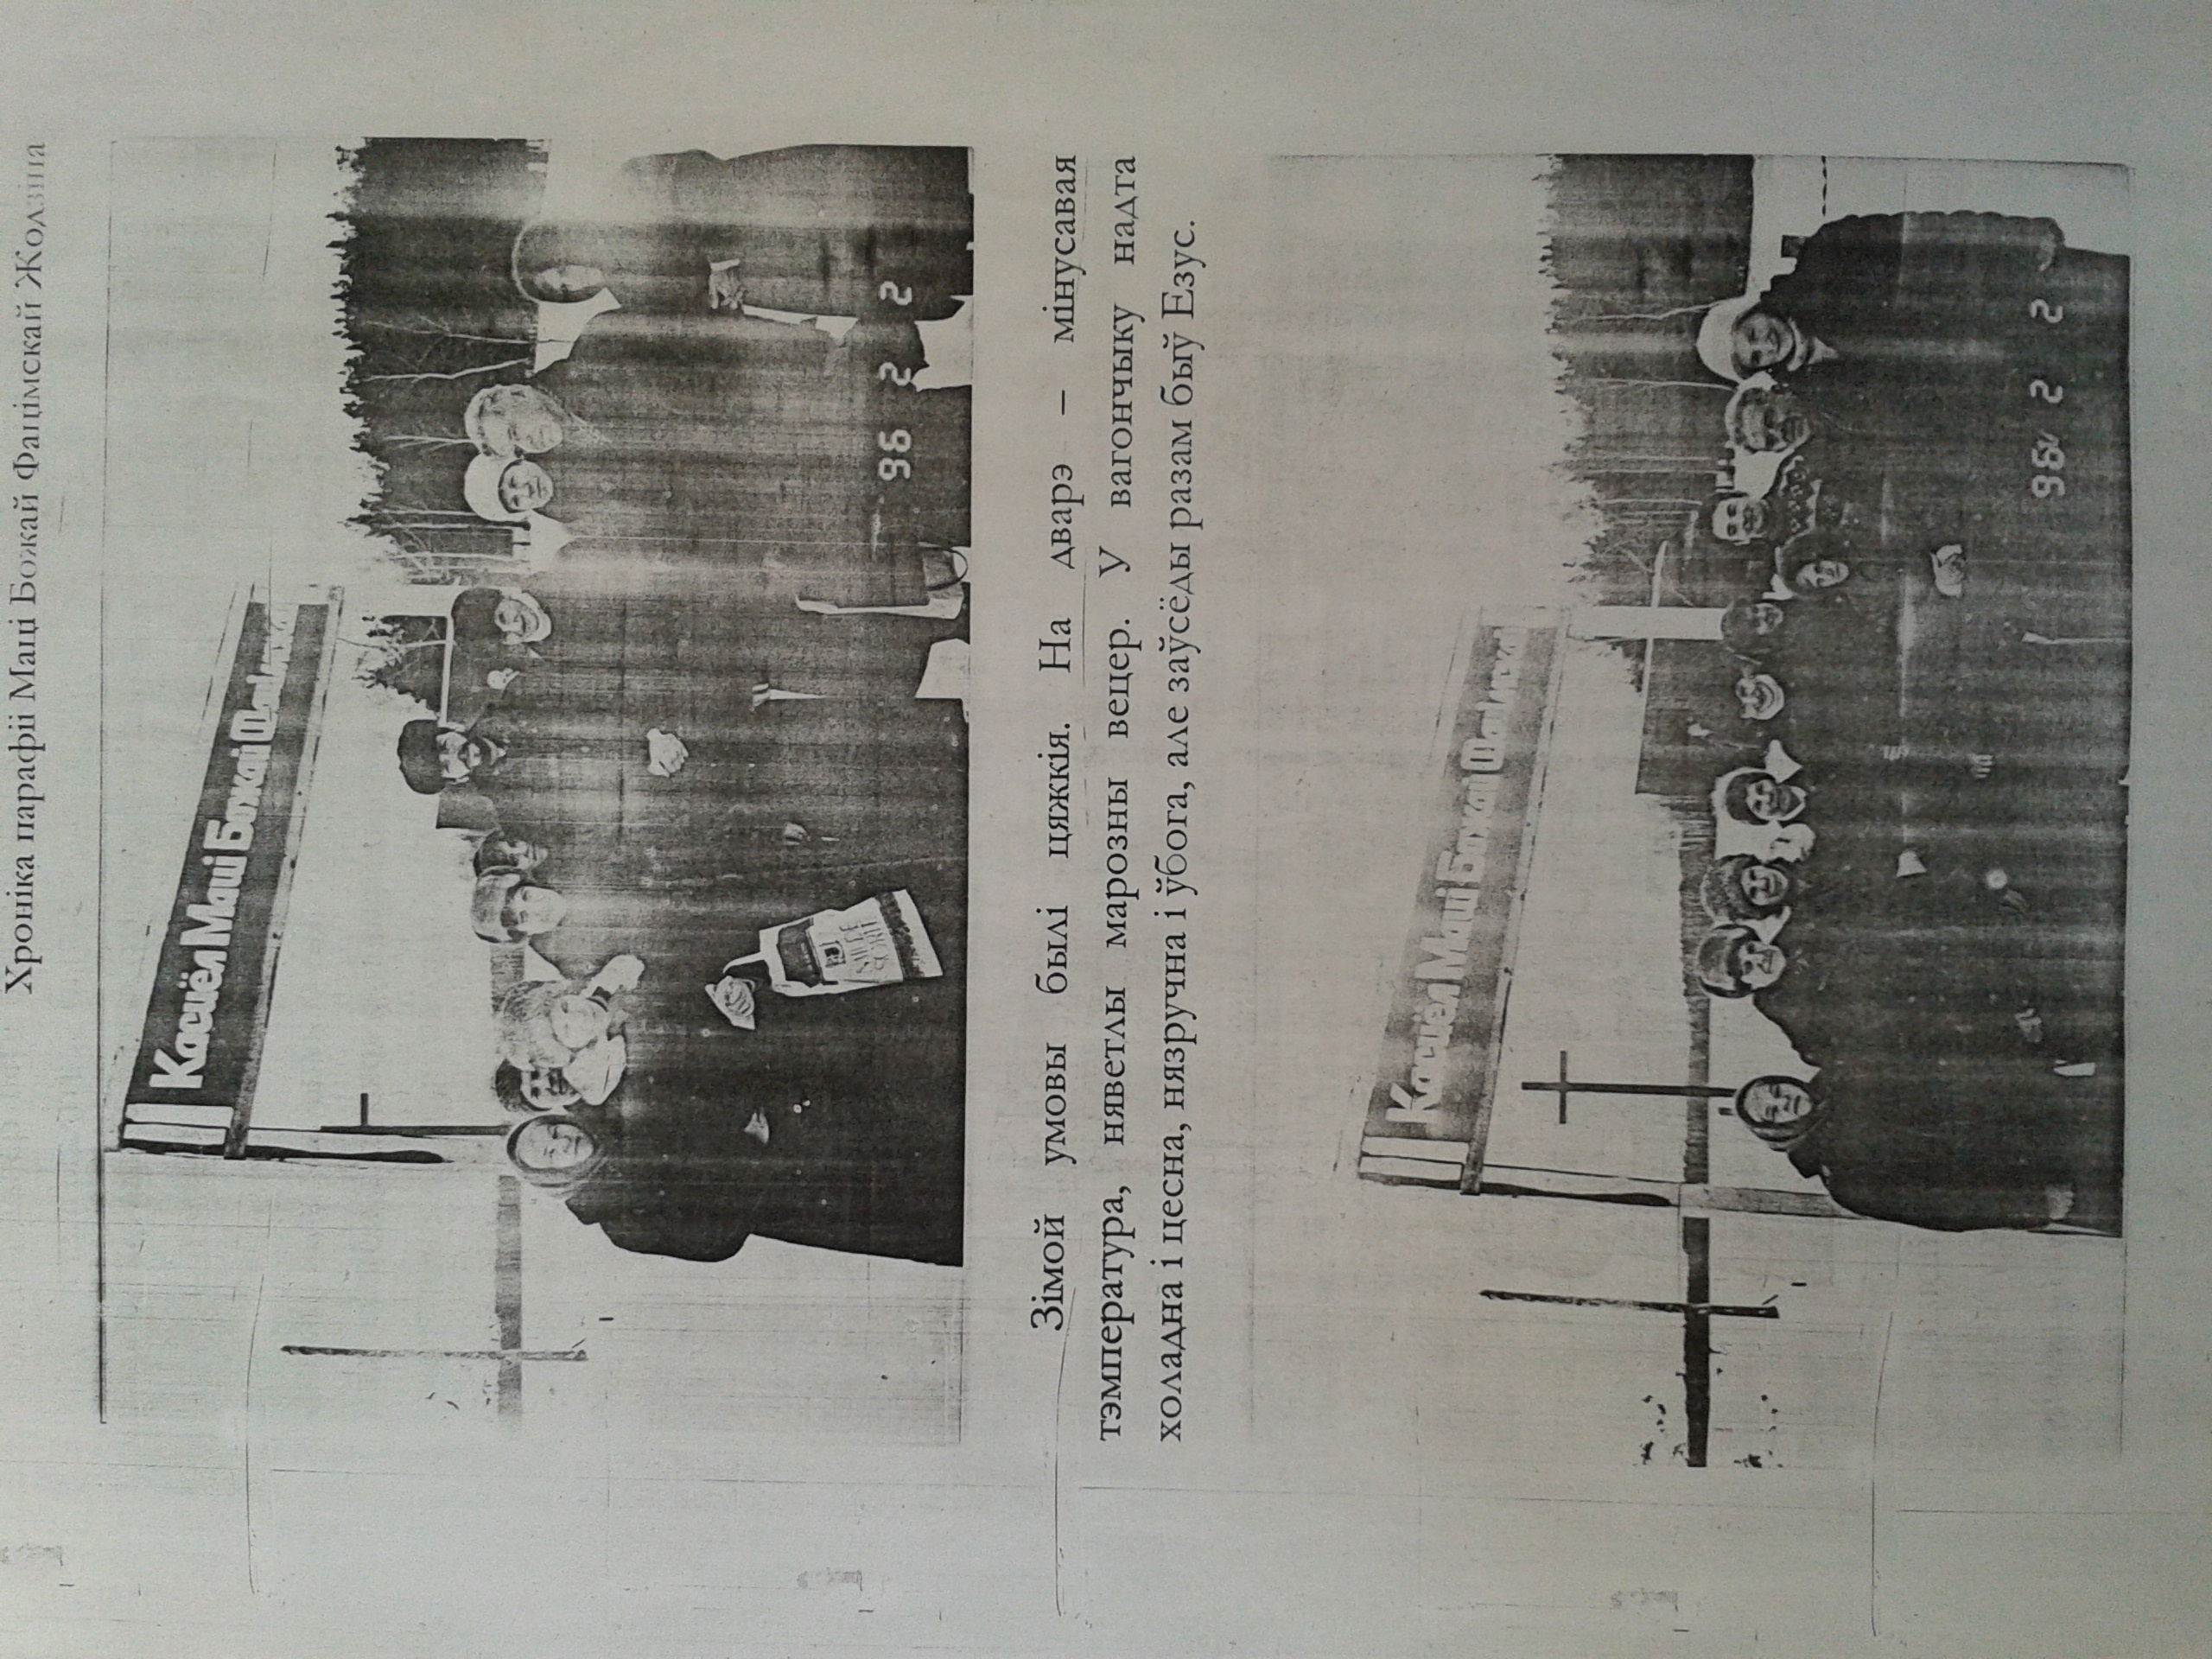 Хроніка парафіі Маці Божай Фацімскай Жодзіна
Касцёл Маці Божай Фацімскай
96 2 2
Зімой умовы былі цяжкія. На дварэ – мінусавая
тэмпература, няветлы марозны вецер. У вагончыку надта
холадна і цесна, нязручна і ўбога, але заўсёды разам быў Езус.
Касцёл Маці Божай Фацімскай
96 2 2